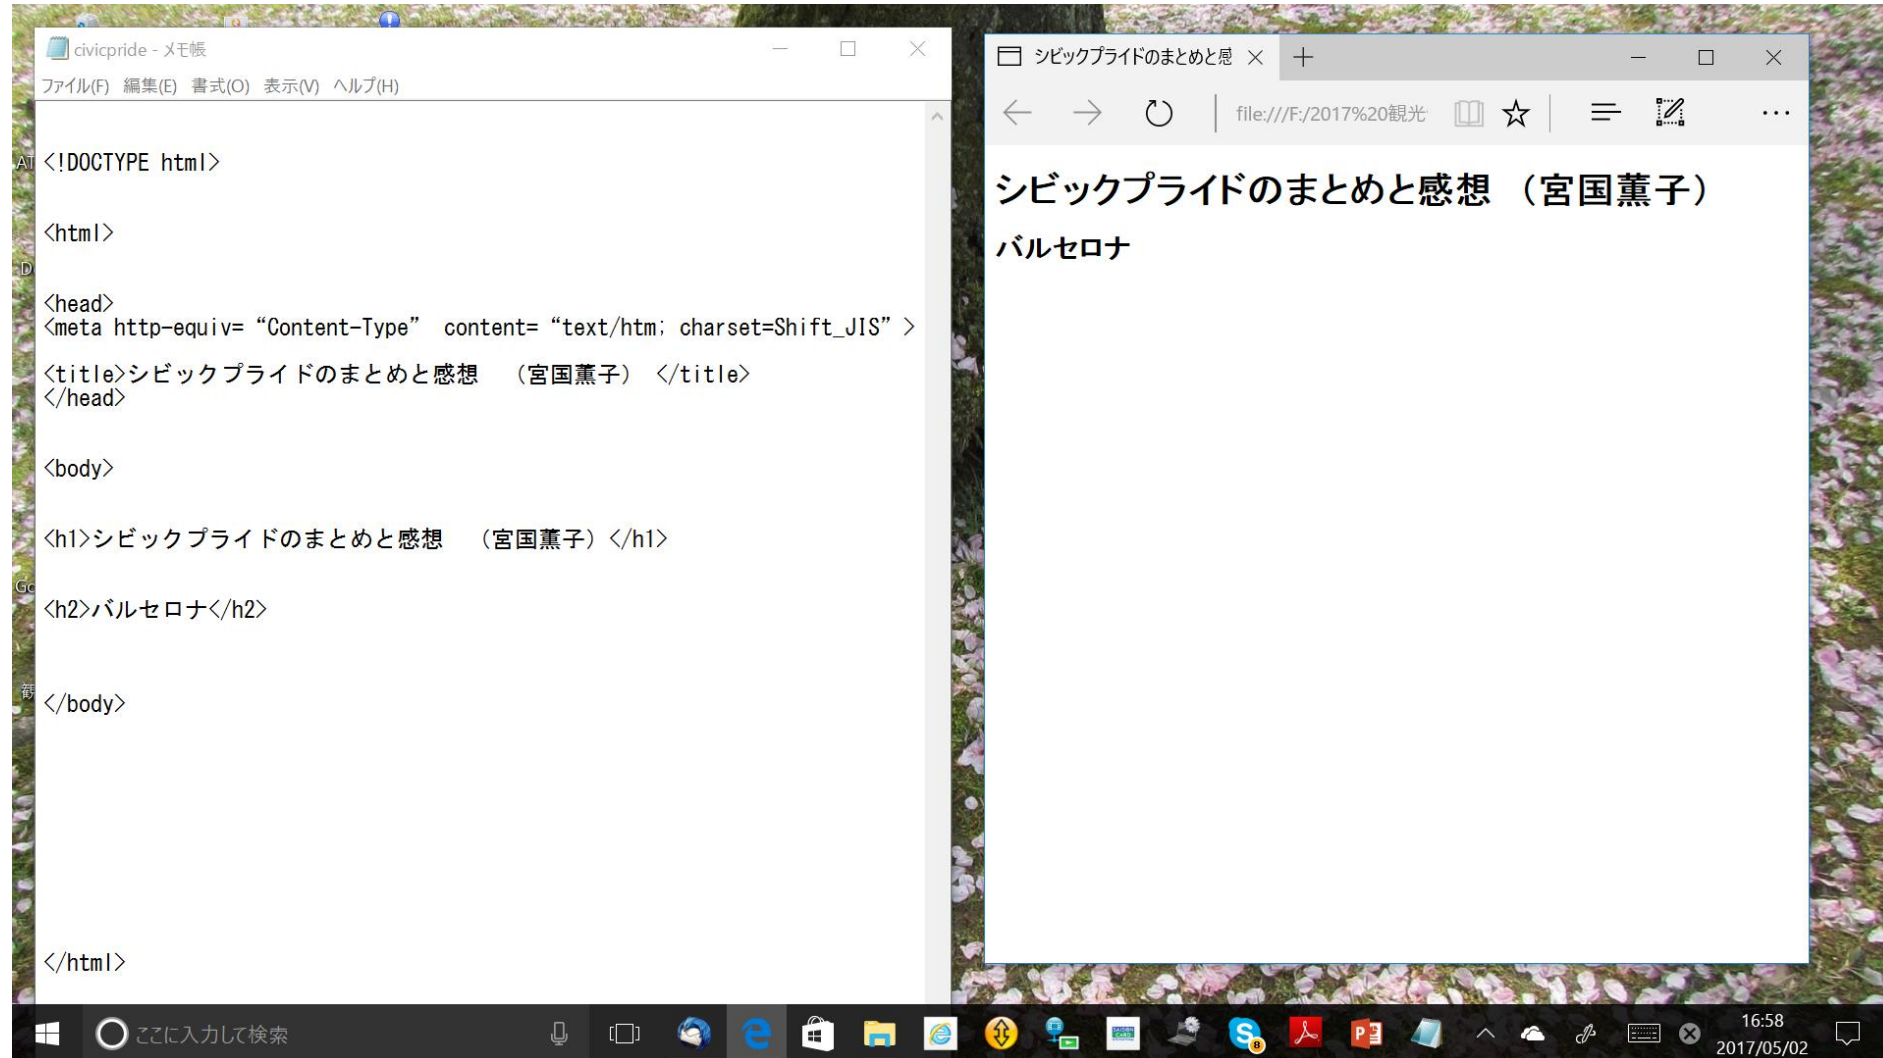 civicpride - メモ帳
ファイル(F) 編集(E) 書式(O) 表示(V) ヘルプ(H)
<!DOCTYPE html>
<html>
<head>
<meta http-equiv= “Content-Type” content= “text/htm; charset=Shift_JIS” >
<title>シビックプライドのまとめと感想 （宮国薫子） </title>
</head>
<body>
<h1>シビックプライドのまとめと感想 （宮国薫子）</h1>
<h2>バルセロナ</h2>
</body>
</html>
シビックプライドのまとめと感
file:///F:/2017%20観光
シビックプライドのまとめと感想 （宮国薫子）
バルセロナ
ここに入力して検索
16:58
2017/05/02